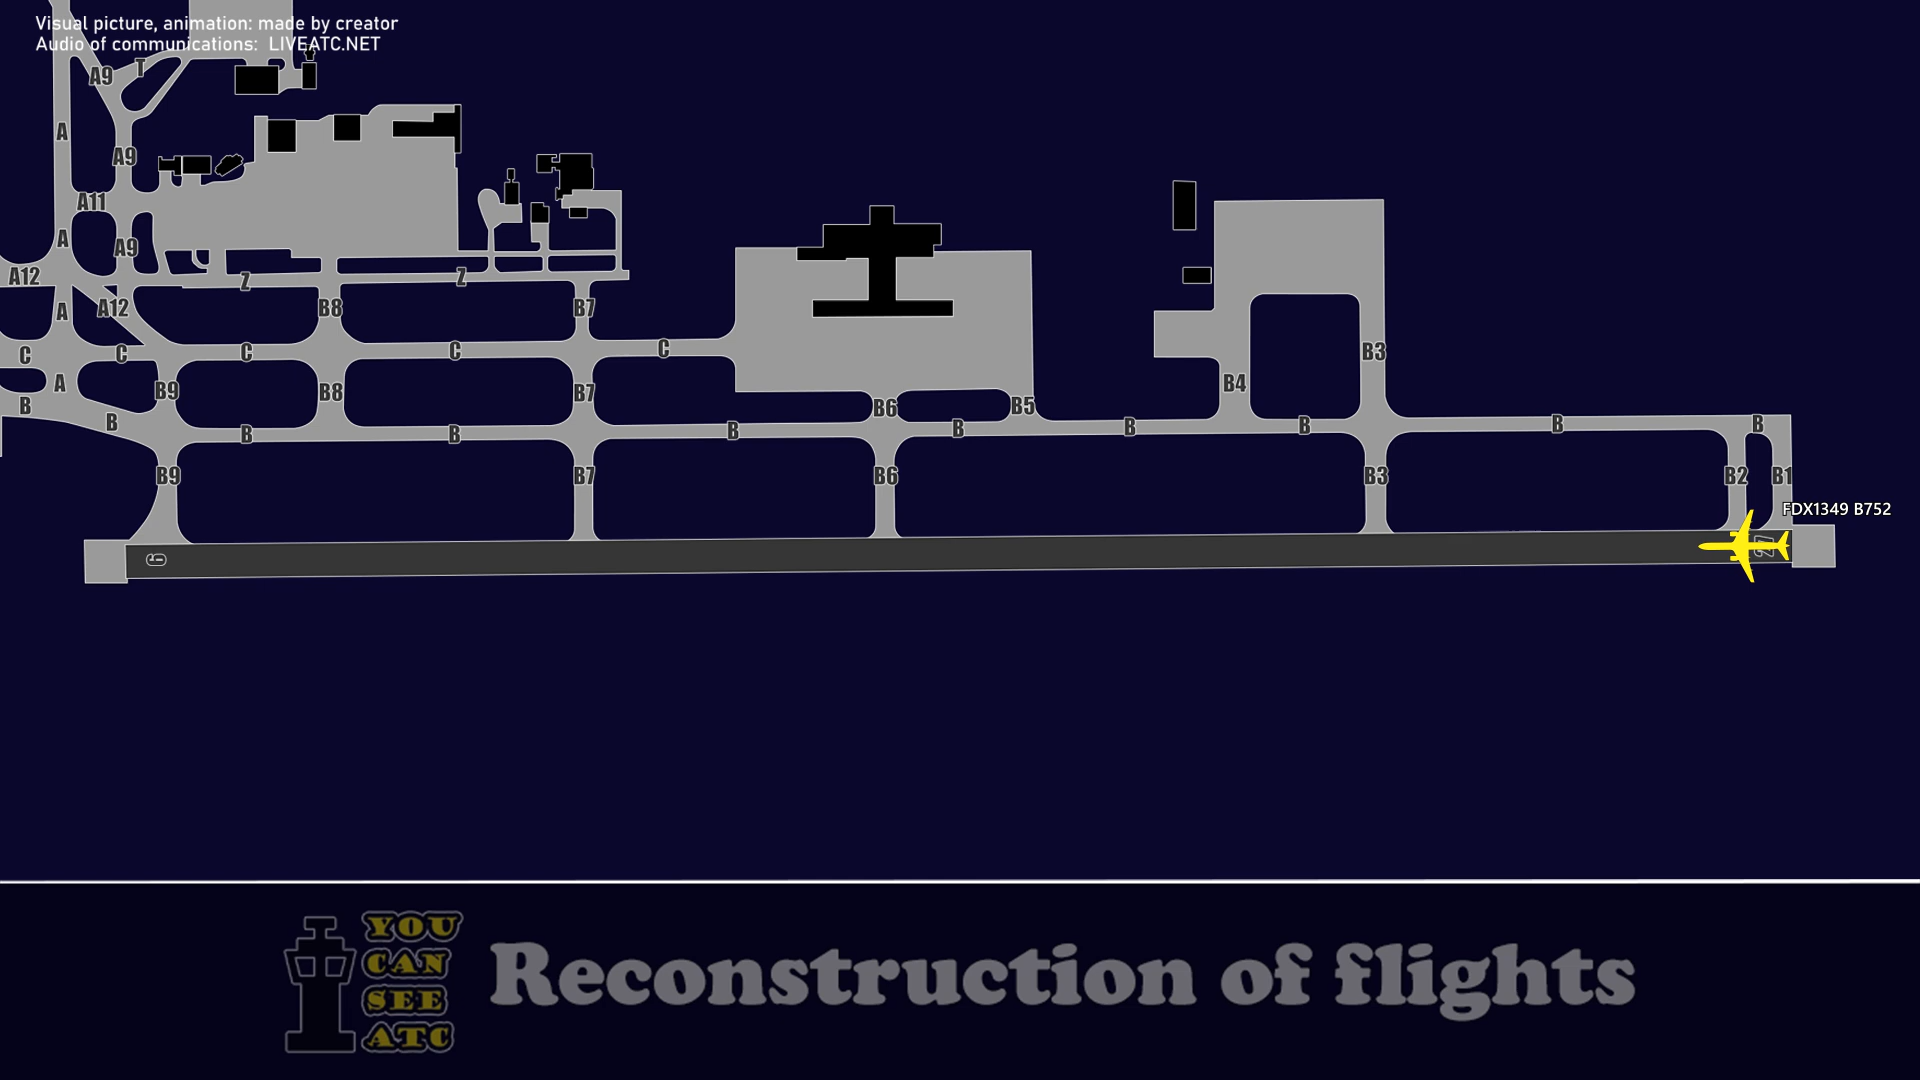 Visual picture, animation: made by creator
Audio of communications: LIVEATC.NET
A9
T
A
A9
A11
A
A9
A12
Z
Z
A
A12
B8
B7
C
C
C
C
C
B3
A
B9
B8
B7
B4
B
B
B6
B5
B
B
B
B
B
B
B
B
B
B9
B7
B6
B3
B2
B1
FDX1349 B752
9
27
YOU
CAN
SEE
ATC
Reconstruction of flights